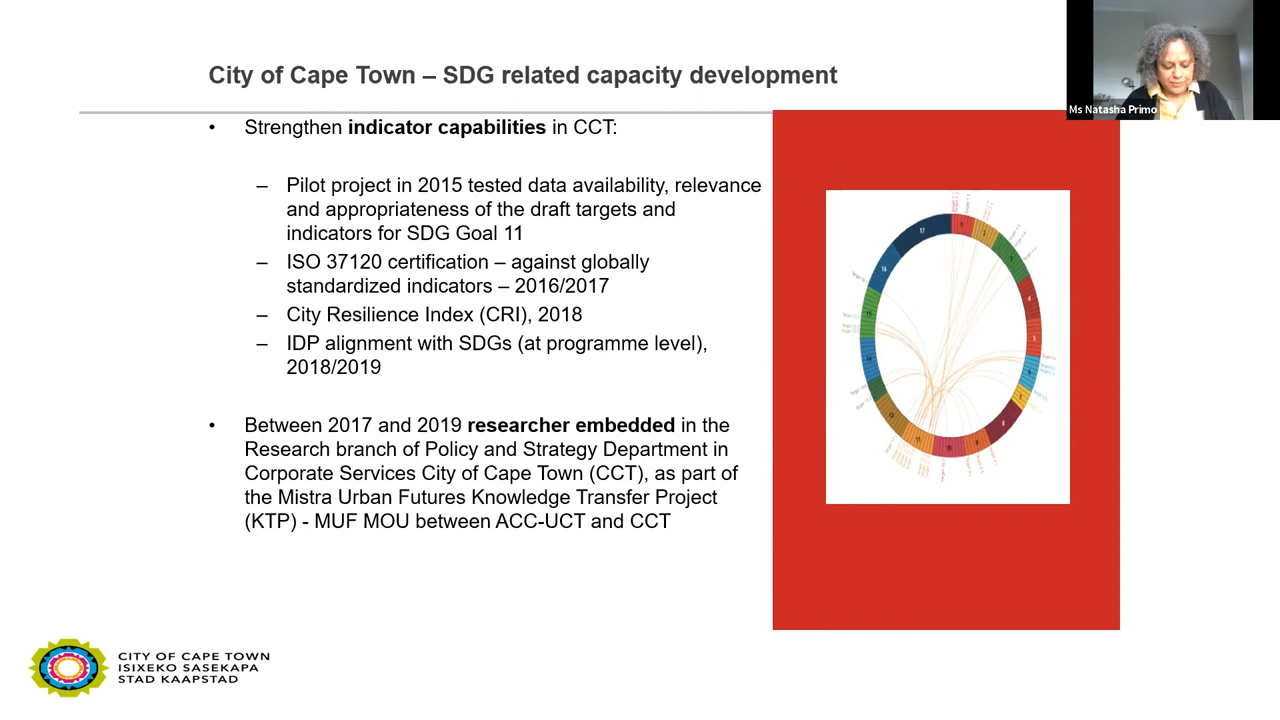 City of Cape Town – SDG related capacity development
Ms Natasha Primo
• Strengthen indicator capabilities in CCT:
– Pilot project in 2015 tested data availability, relevance
and appropriateness of the draft targets and
indicators for SDG Goal 11
– ISO 37120 certification – against globally
standardized indicators – 2016/2017
– City Resilience Index (CRI), 2018
– IDP alignment with SDGs (at programme level),
2018/2019
• Between 2017 and 2019 researcher embedded in the
Research branch of Policy and Strategy Department in
Corporate Services City of Cape Town (CCT), as part of
the Mistra Urban Futures Knowledge Transfer Project
(KTP) - MUF MOU between ACC-UCT and CCT
17
CITY OF CAPE TOWN
ISIXEKO SASEKAPA
STAD KAAPSTAD